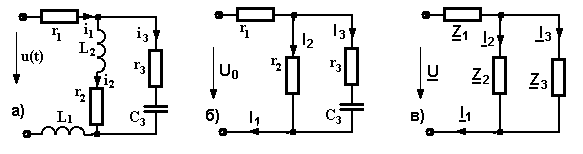 r1 i1 i3
L2
u(t)
r3
i2
r2
а) L1 C3
r1 I2 I3
U0 r2 r3
б) I1 C3
Z1 I2 I3
U Z2 Z3
в) I1